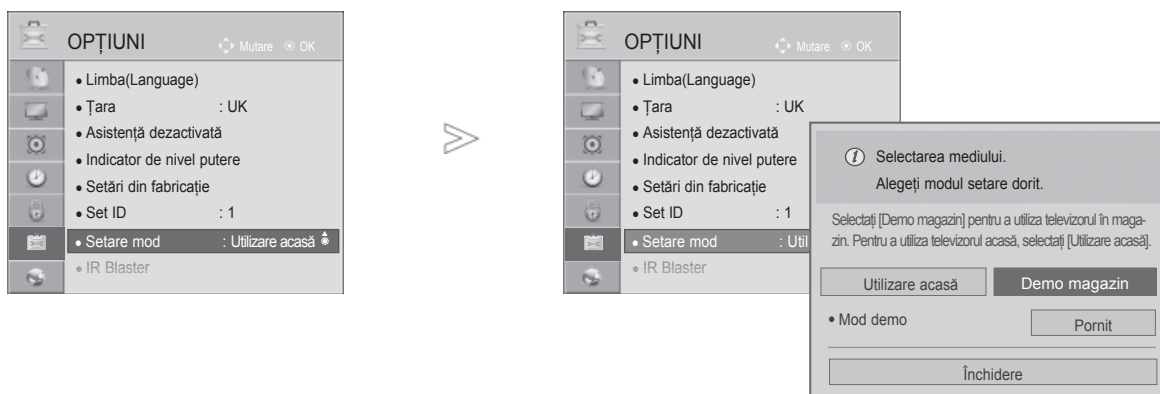 OPȚIUNI
Mutare OK
• Limba(Language)
• Țara : UK
• Asistență dezactivată
• Indicator de nivel putere
• Setări din fabricație
• Set ID : 1
• Setare mod : Utilizare acasă
• IR Blaster
OPȚIUNI
Mutare OK
• Limba(Language)
• Țara : UK
• Asistență dezactivată
• Indicator de nivel putere
• Setări din fabricație
• Set ID : 1
• Setare mod : Util
• IR Blaster
i Selectarea mediului.
Alegeți modul setare dorit.
Selectați [Demo magazin] pentru a utiliza televizorul în maga-
zin. Pentru a utiliza televizorul acasă, selectați [Utilizare acasă].
Utilizare acasă Demo magazin
• Mod demo Pornit
Închidere